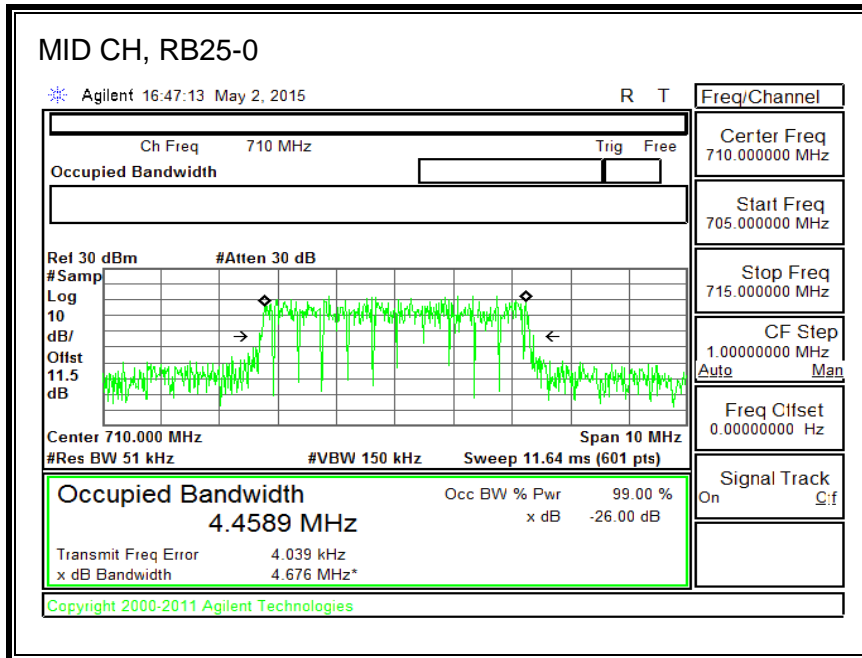 MID CH, RB25-0
Agilent 16:47:13 May 2, 2015 R T
Freq/Channel
Ch Freq 710 MHz Trig Free
Occupied Bandwidth
Center Freq
710.000000 MHz
Start Freq
705.000000 MHz
Stop Freq
715.000000 MHz
CF Step
1.00000000 MHz
Auto Man
Freq Offset
0.00000000 Hz
Signal Track
On Off
Ref 30 dBm #Atten 30 dB
#Samp
Log
10
dB/
Offst
11.5
dB
Center 710.000 MHz Span 10 MHz
#Res BW 51 kHz #VBW 150 kHz Sweep 11.64 ms (601 pts)
Occupied Bandwidth
4.4589 MHz
Occ BW % Pwr 99.00 %
x dB -26.00 dB
Transmit Freq Error 4.039 kHz
x dB Bandwidth 4.676 MHz*
Copyright 2000-2011 Agilent Technologies